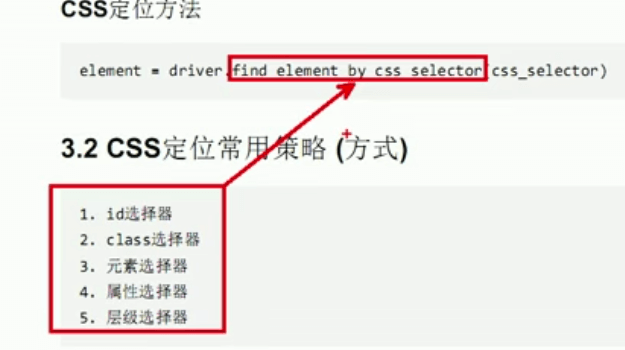 CSS定位方法
element = driver.find_element_by_css_selector(css_selector)
3.2 CSS定位常用策略 (方式)
1. id选择器
2. class选择器
3. 元素选择器
4. 属性选择器
5. 层级选择器